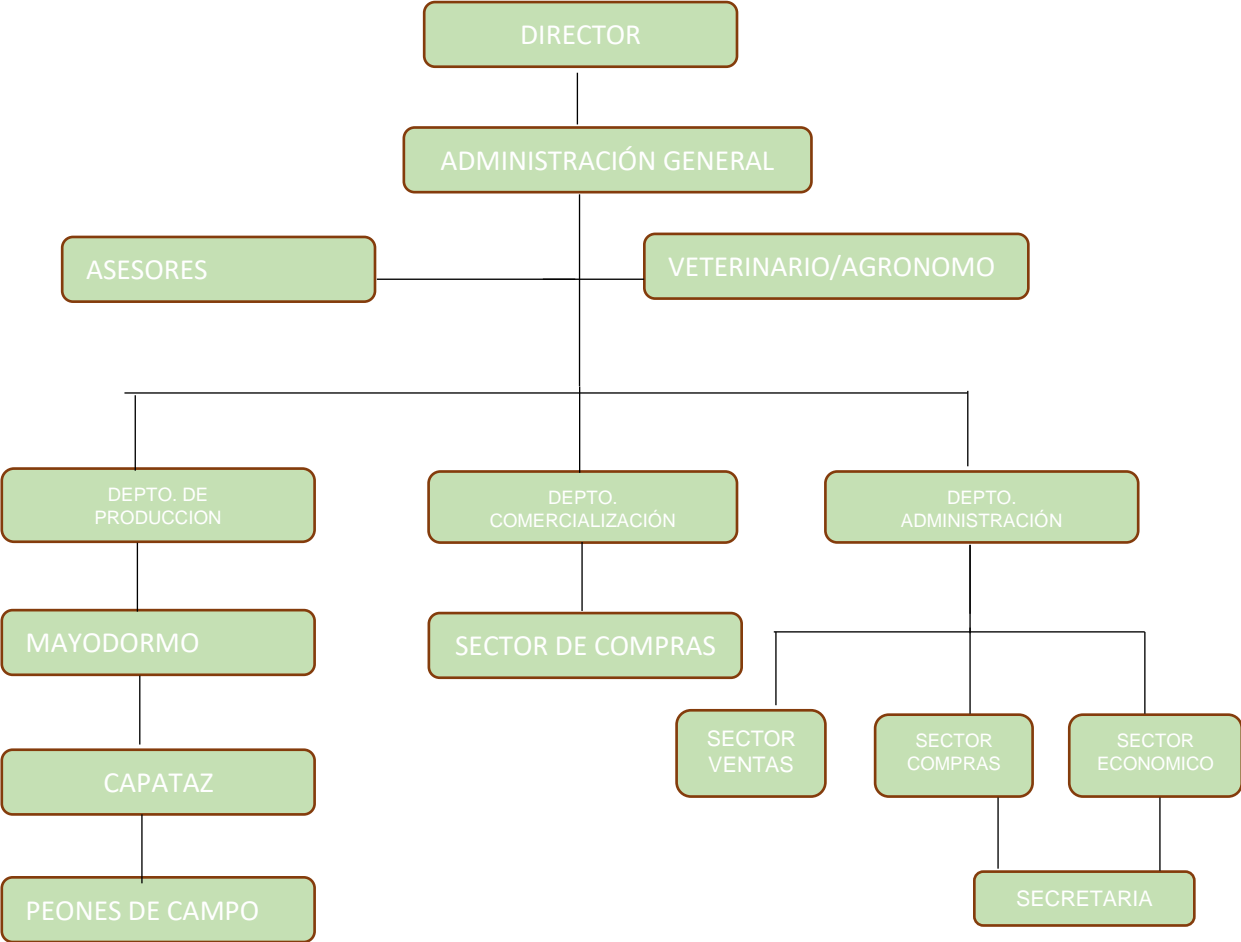 DIRECTOR
ADMINISTRACIÓN GENERAL
ASESORES
VETERINARIO/AGRONOMO
DEPTO. DE
PRODUCCION
DEPTO.
COMERCIALIZACIÓN
DEPTO.
ADMINISTRACIÓN
MAYODORMO
SECTOR DE COMPRAS
SECTOR
VENTAS
SECTOR
COMPRAS
SECTOR
ECONOMICO
CAPATAZ
SECRETARIA
PEONES DE CAMPO